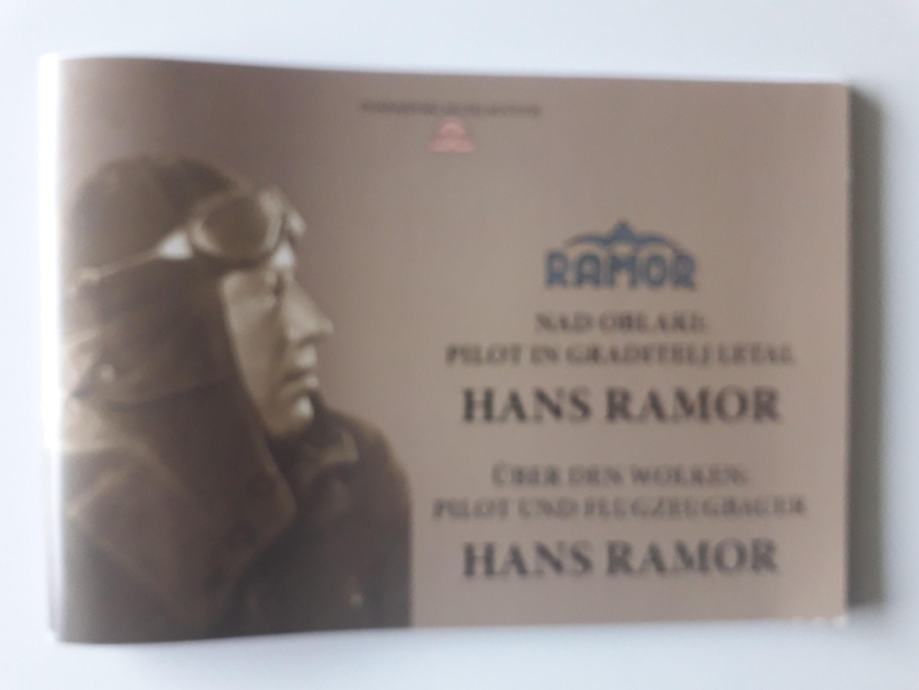 RAMOR
NAD OBLAKI:
PILOT IN GRADITELJ LETAL
HANS RAMOR
ÜBER DEN WOLKEN:
PILOT UND FLUGZEUGBAUER
HANS RAMOR